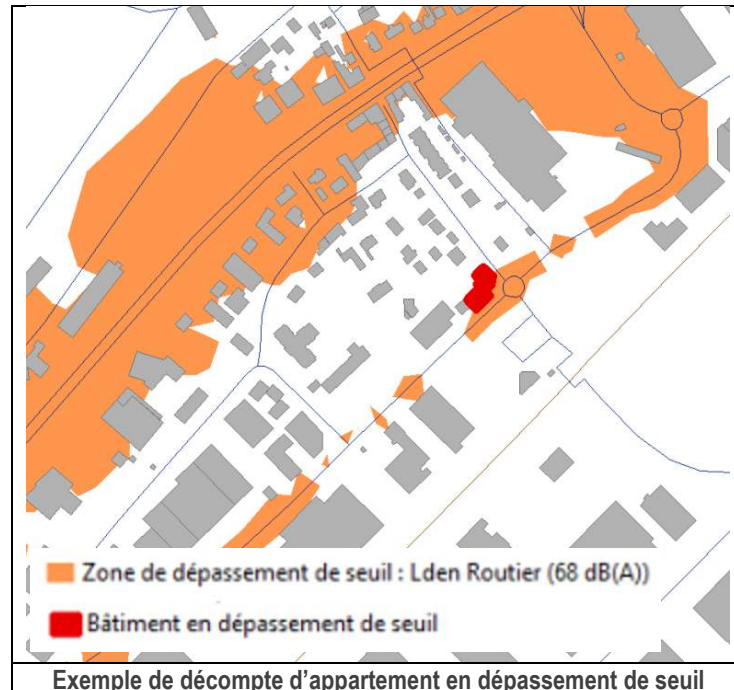 Zone de dépassement de seuil : Lden Routier (68 dB(A))
Bâtiment en dépassement de seuil
Exemple de décompte d'appartement en dépassement de seuil